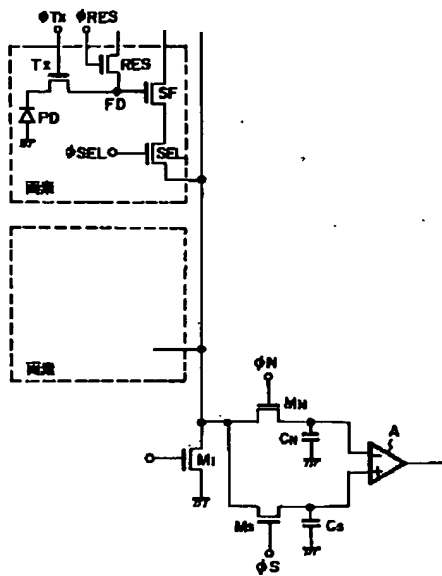 φTx φRES
Tx RES
FD SF
PD
φSEL SEL
画素
画素
φN
MN A
CN
−
M1
+
MS CS
φS